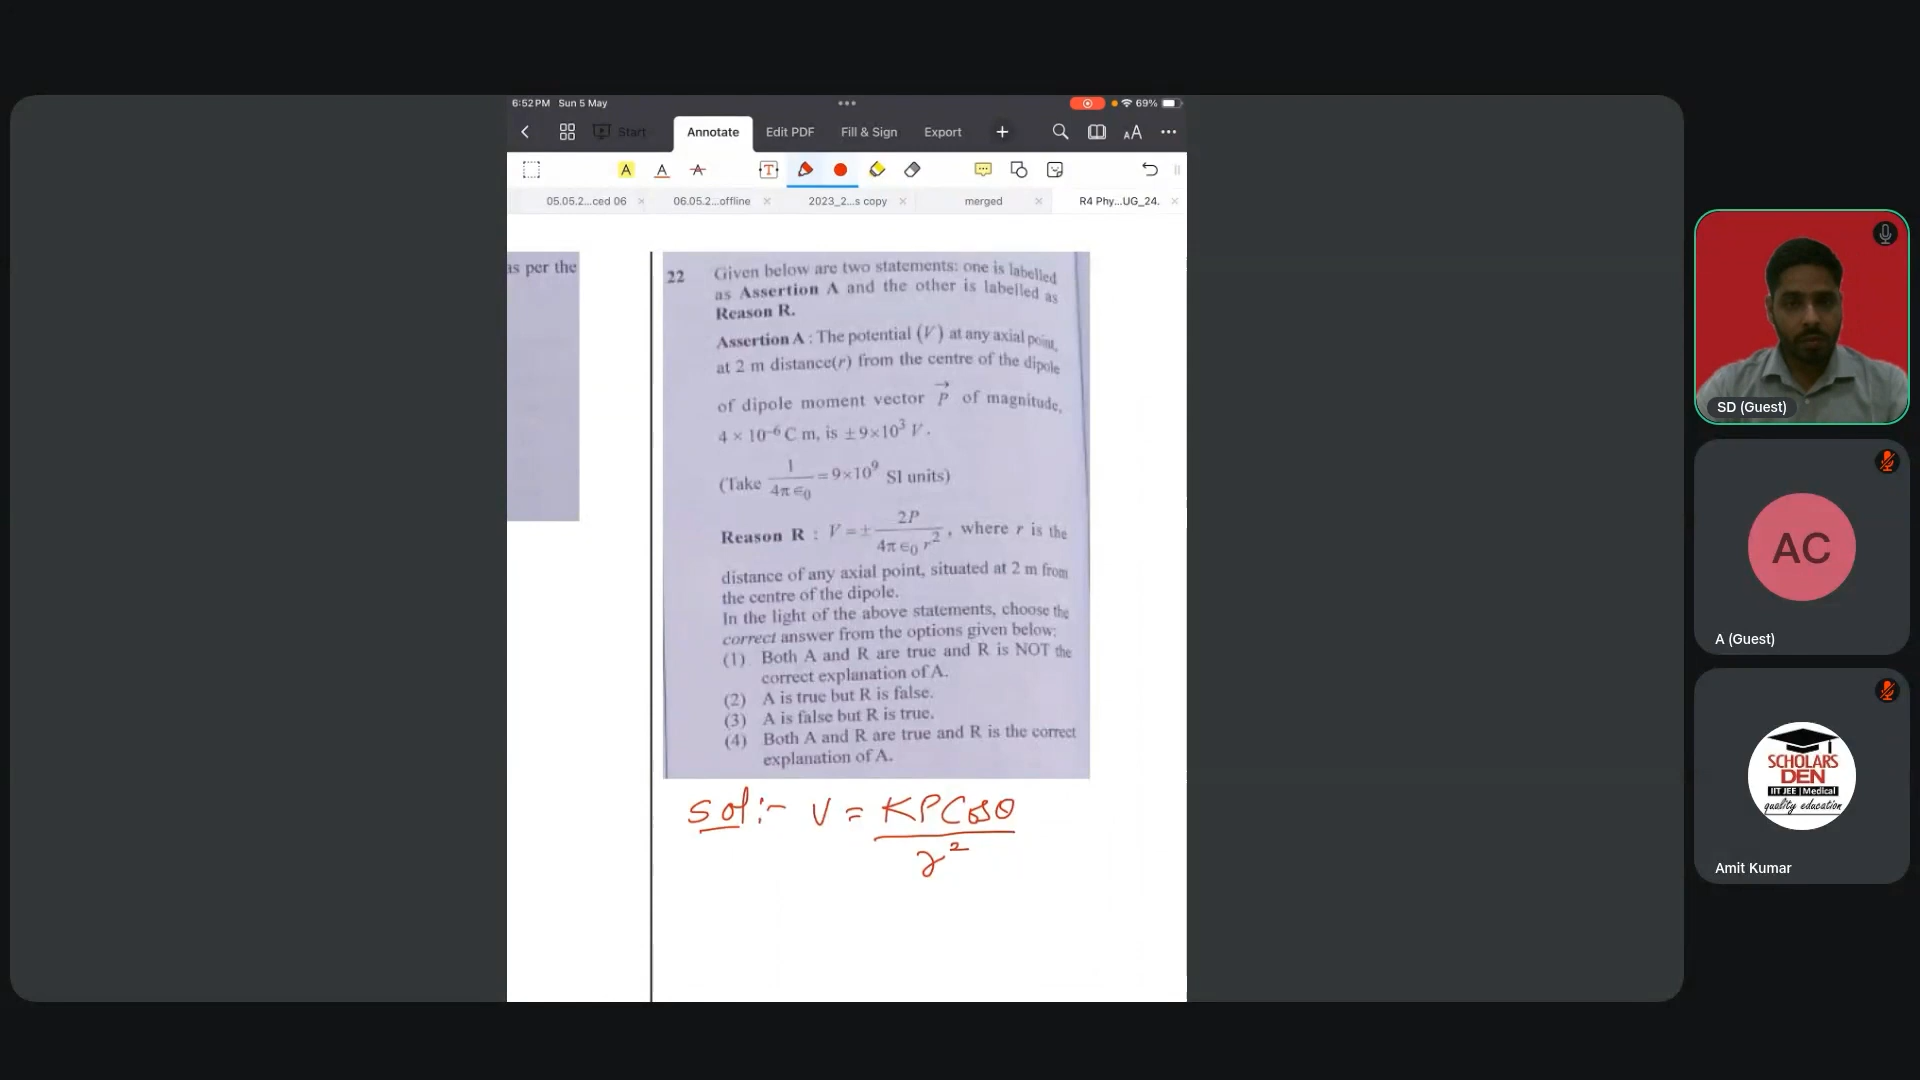 6:52 PM Sun 5 May
69%
Start
Annotate
Edit PDF
Fill & Sign
Export
05.05.2...ced 06
06.05.2...offline
2023_2...s copy
merged
R4 Phy...UG_24.
as per the
22 Given below are two statements: one is labelled
as Assertion A and the other is labelled as
Reason R.
Assertion A : The potential (V) at any axial point,
at 2 m distance(r) from the centre of the dipole
of dipole moment vector P⃗ of magnitude,
4 × 10⁻⁶ C m, is ±9×10³ V.
(Take 1/4π∈₀ = 9×10⁹ SI units)
Reason R : V = ± 2P/4π∈₀ r², where r is the
distance of any axial point, situated at 2 m from
the centre of the dipole.
In the light of the above statements, choose the
correct answer from the options given below:
(1) Both A and R are true and R is NOT the
correct explanation of A.
(2) A is true but R is false.
(3) A is false but R is true.
(4) Both A and R are true and R is the correct
explanation of A.
Sol:- V = KPCosθ/r²
SD (Guest)
AC
A (Guest)
SCHOLARS
DEN
IIT JEE | Medical
quality education
Amit Kumar